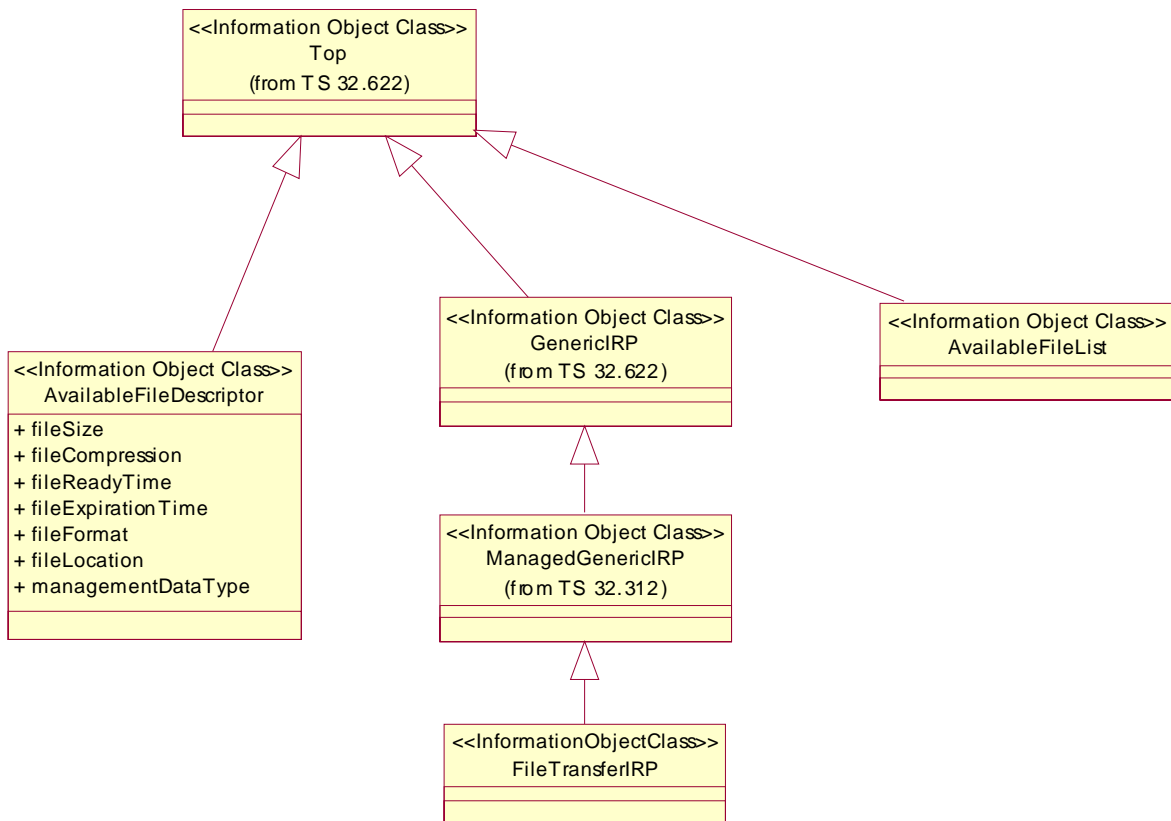 <<Information Object Class>>
Top
(from TS 32.622)
<<Information Object Class>>
GenericIRP
(from TS 32.622)
<<Information Object Class>>
AvailableFileList
<<Information Object Class>>
AvailableFileDescriptor
+ fileSize
+ fileCompression
+ fileReadyTime
+ fileExpirationTime
+ fileFormat
+ fileLocation
+ managementDataType
<<Information Object Class>>
ManagedGenericIRP
(from TS 32.312)
<<InformationObjectClass>>
FileTransferIRP